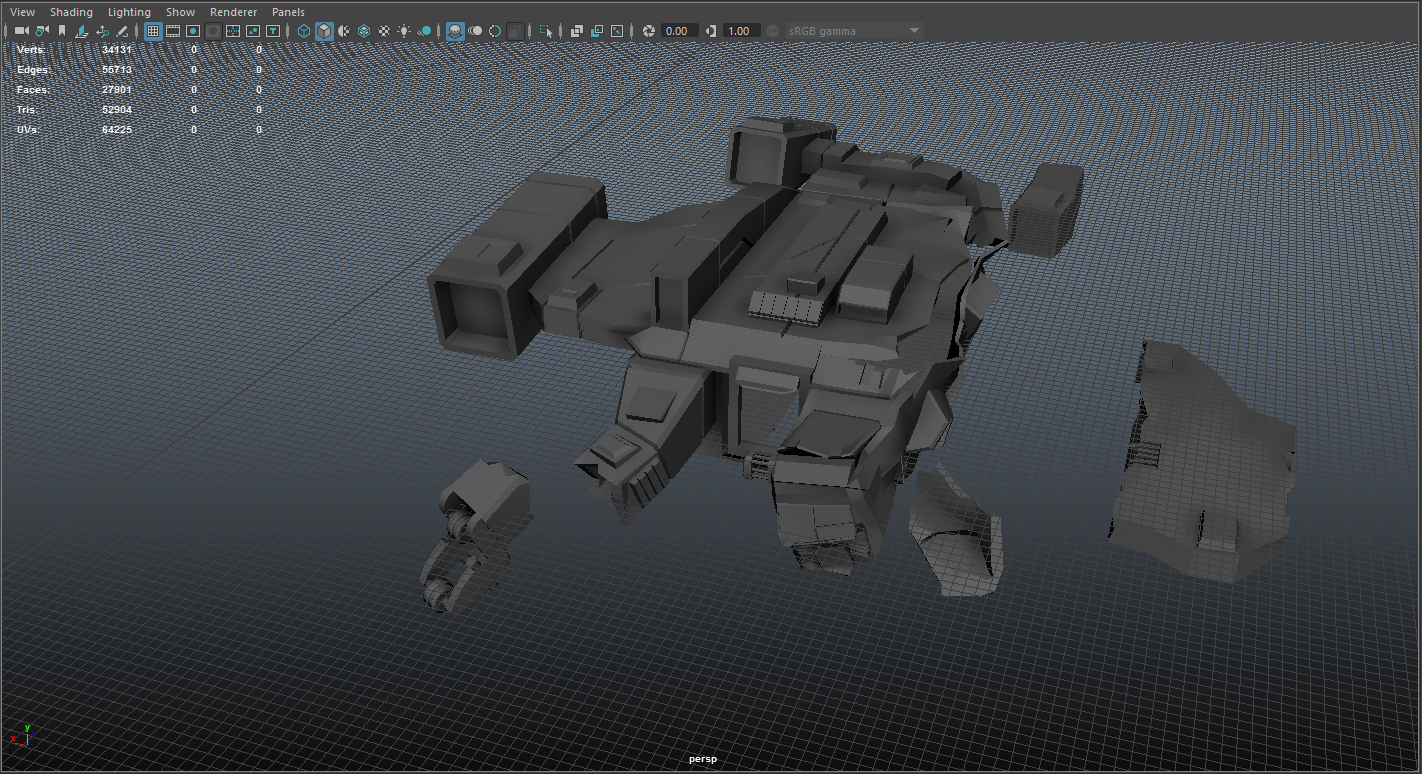 View Shading Lighting Show Renderer Panels
0.00 1.00 sRGB gamma
Verts: 34131 0 0
Edges: 55713 0 0
Faces: 27901 0 0
Tris: 52904 0 0
UVs: 64225 0 0
y
x
persp